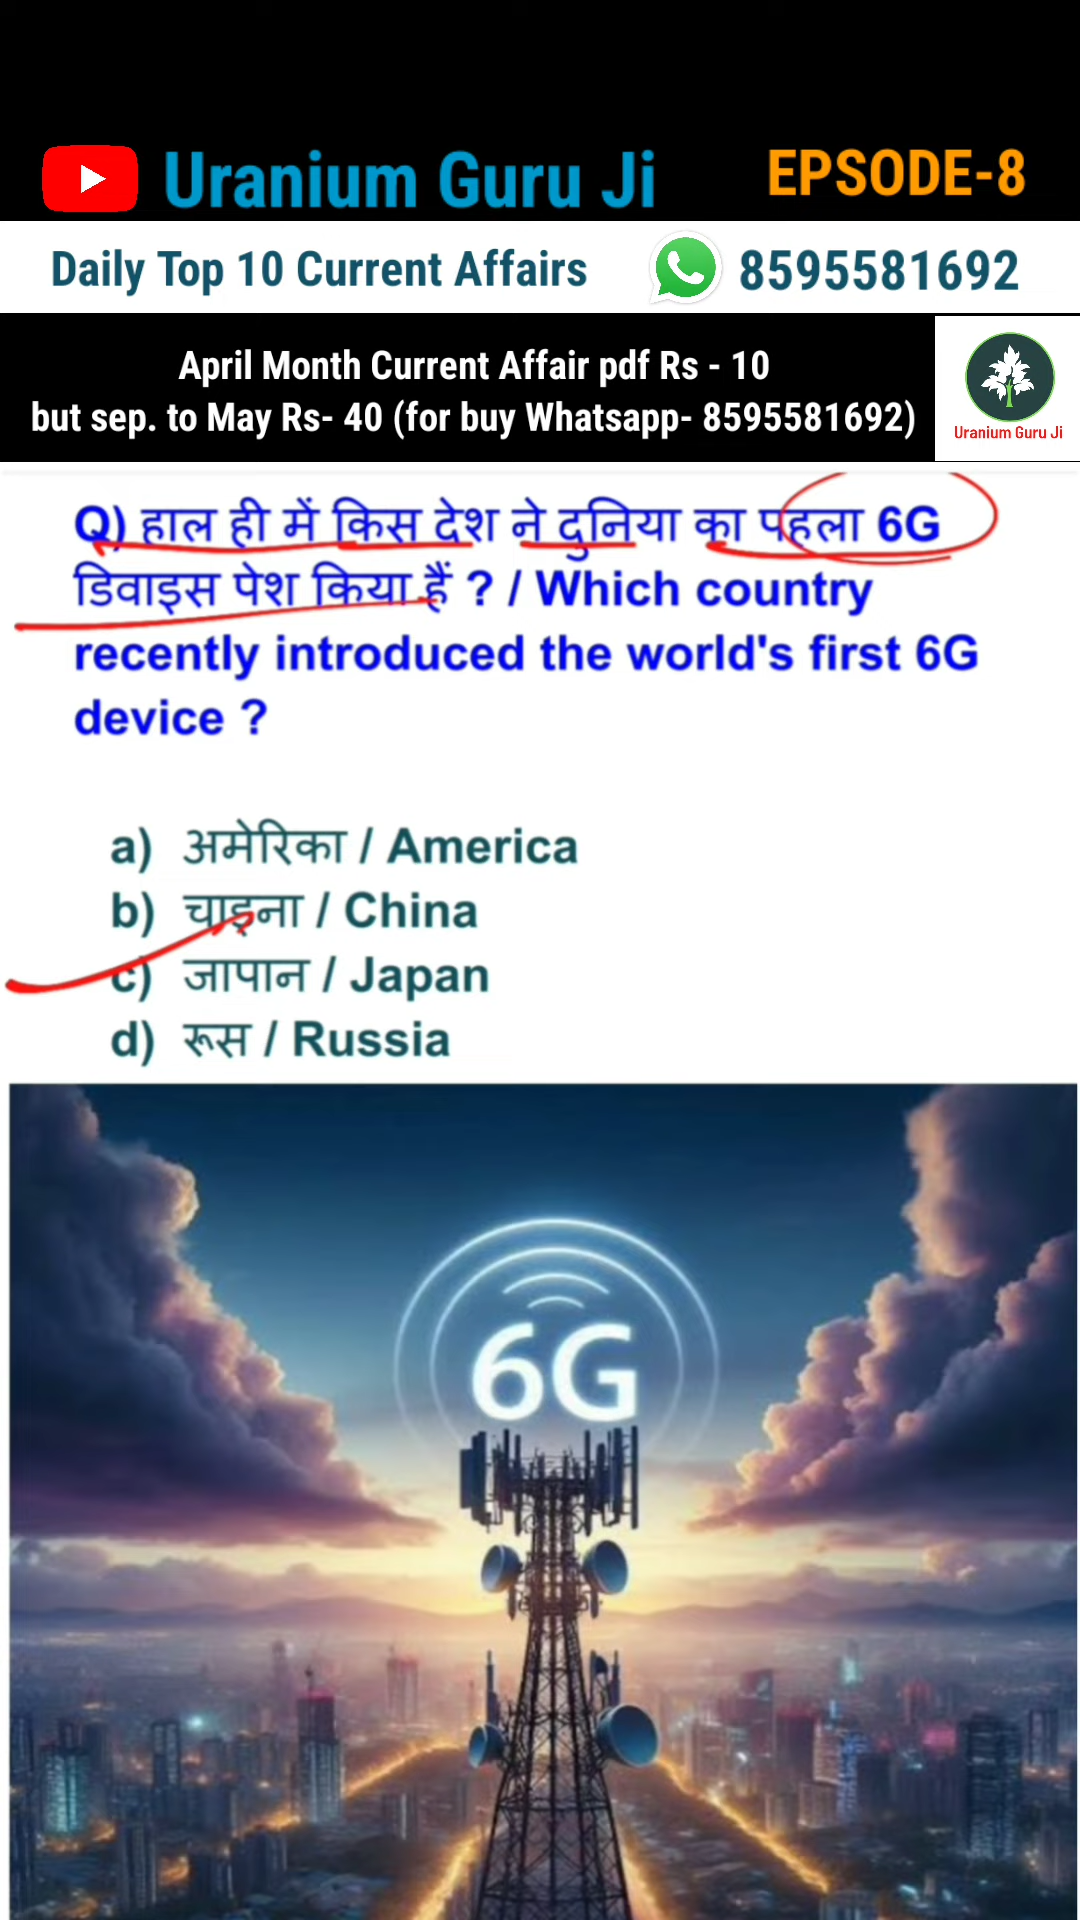 Uranium Guru Ji EPSODE-8
Daily Top 10 Current Affairs 8595581692
April Month Current Affair pdf Rs - 10
but sep. to May Rs- 40 (for buy Whatsapp- 8595581692)
Uranium Guru Ji
Q) हाल ही में किस देश ने दुनिया का पहला 6G
डिवाइस पेश किया हैं ? / Which country
recently introduced the world's first 6G
device ?
a) अमेरिका / America
b) चाइना / China
c) जापान / Japan
d) रूस / Russia
6G